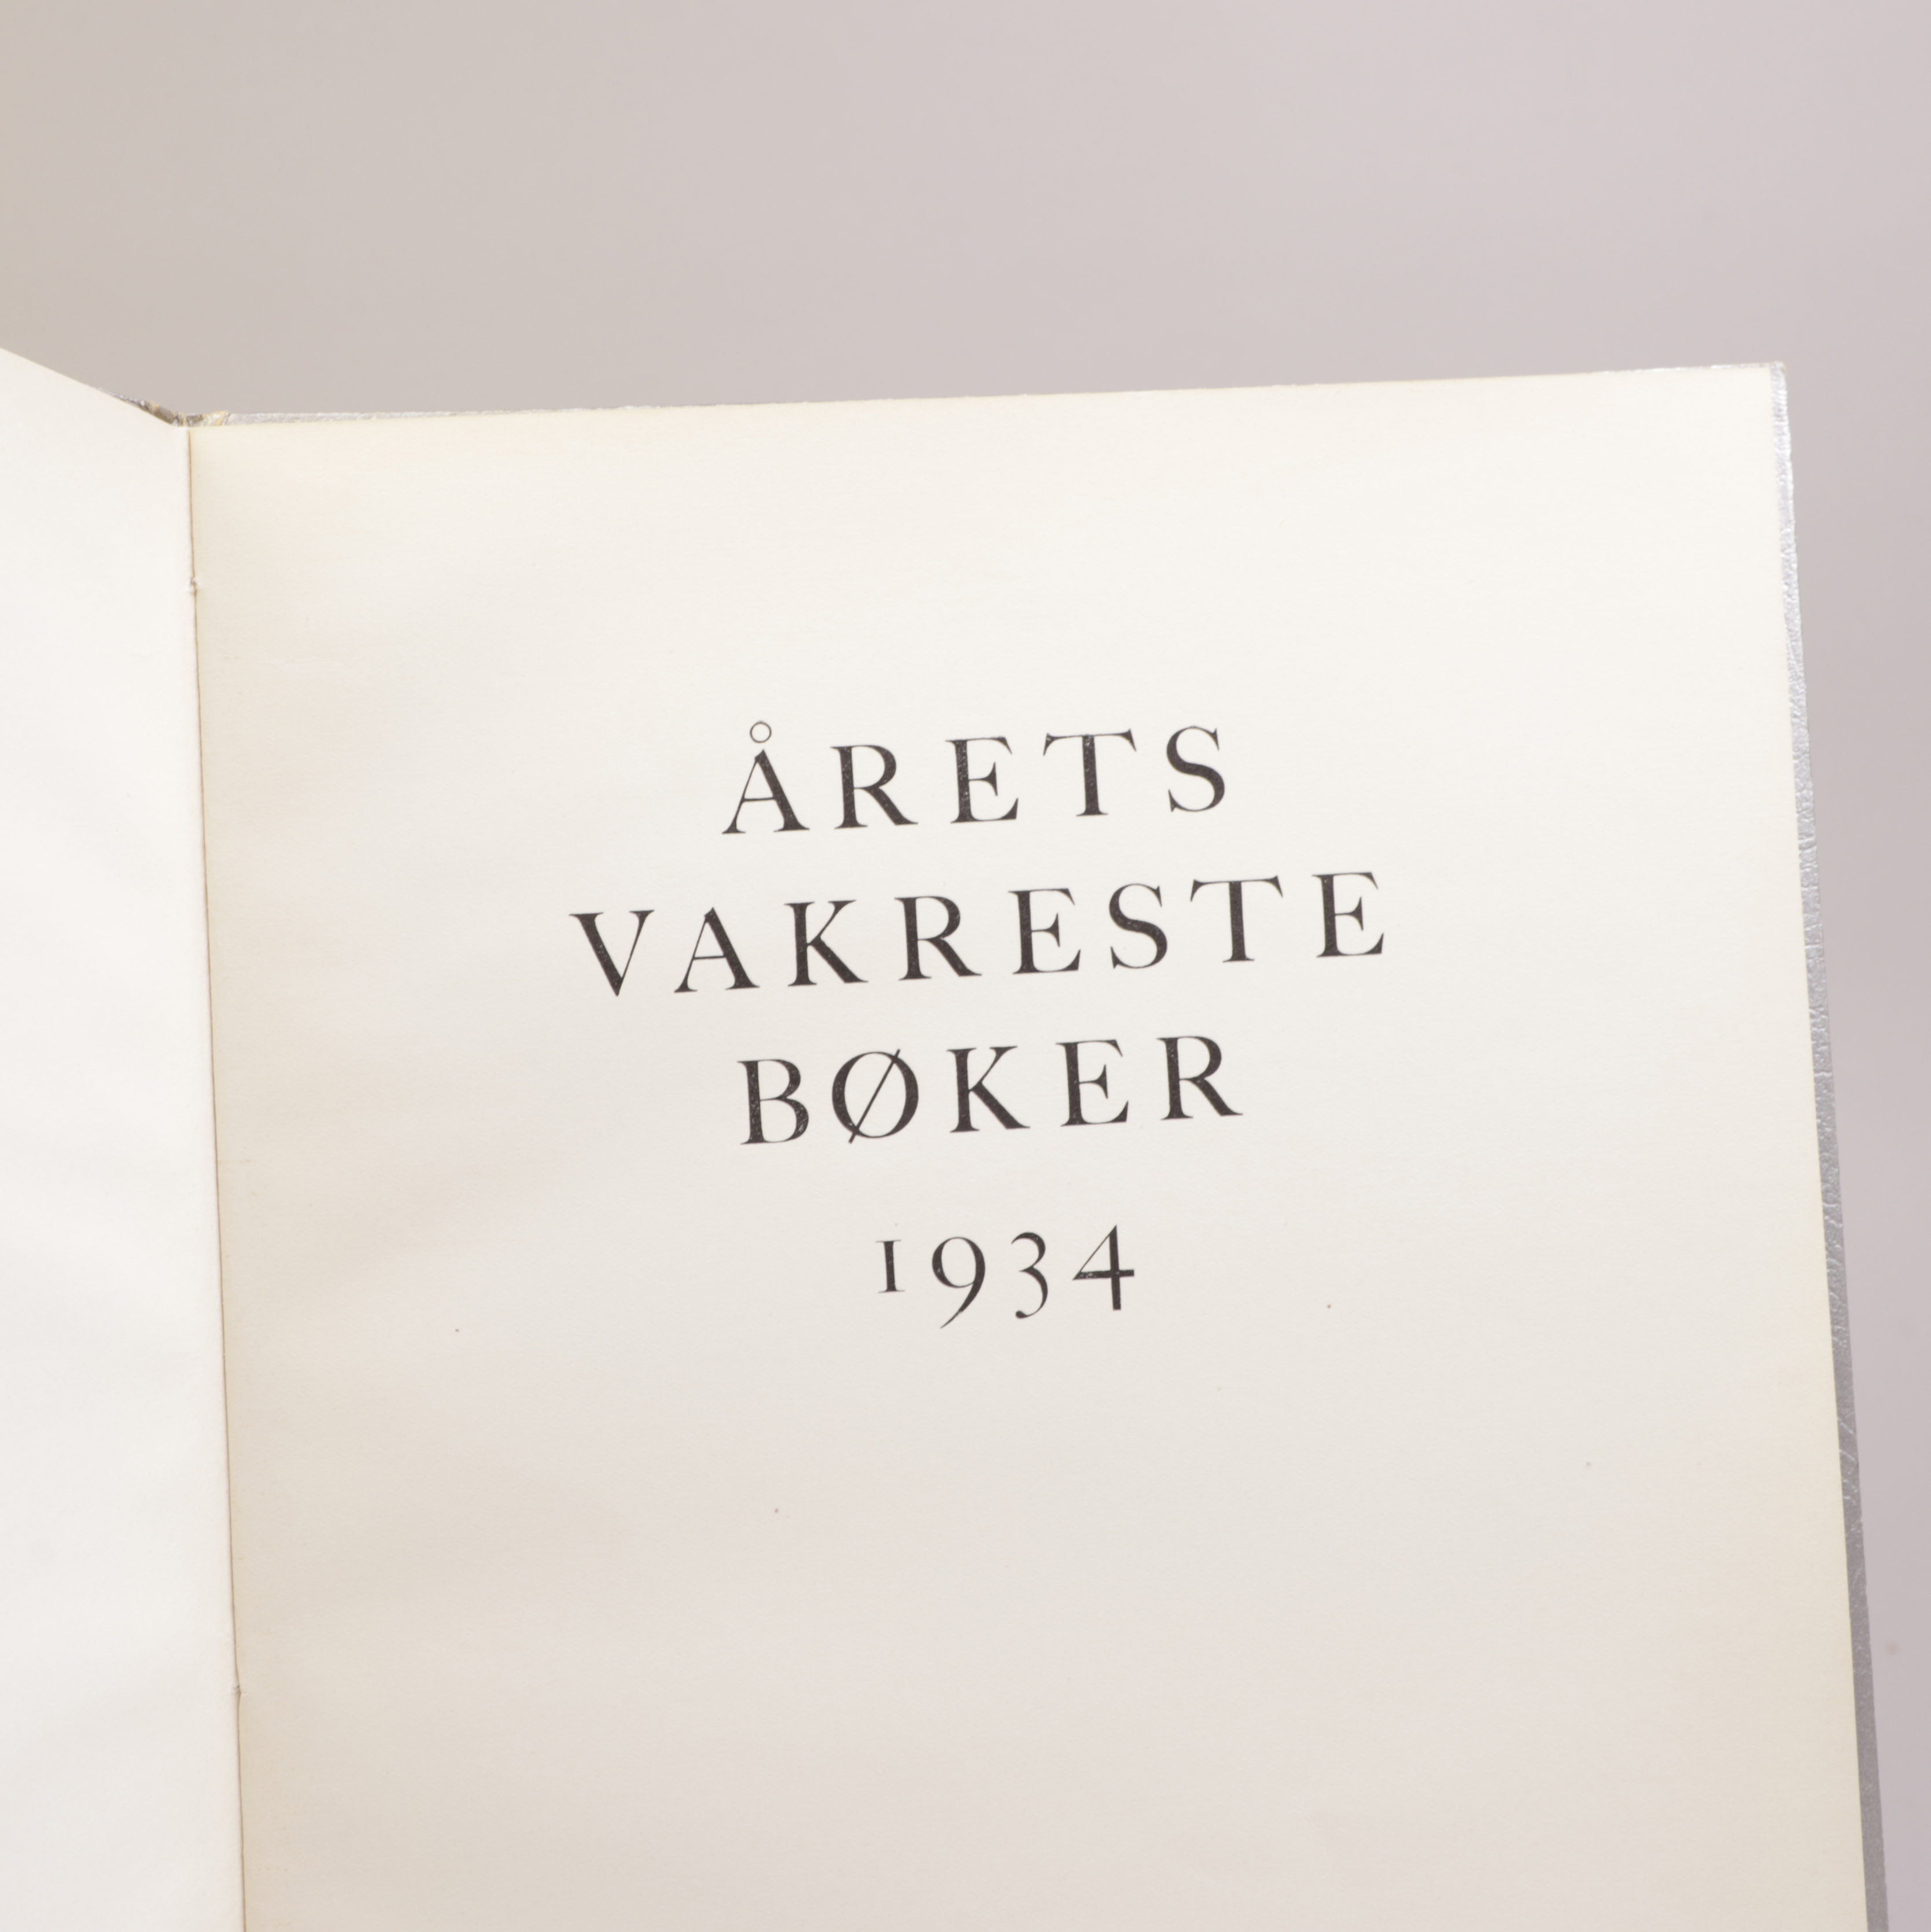 ÅRETS
VAKRESTE
BØKER
1934